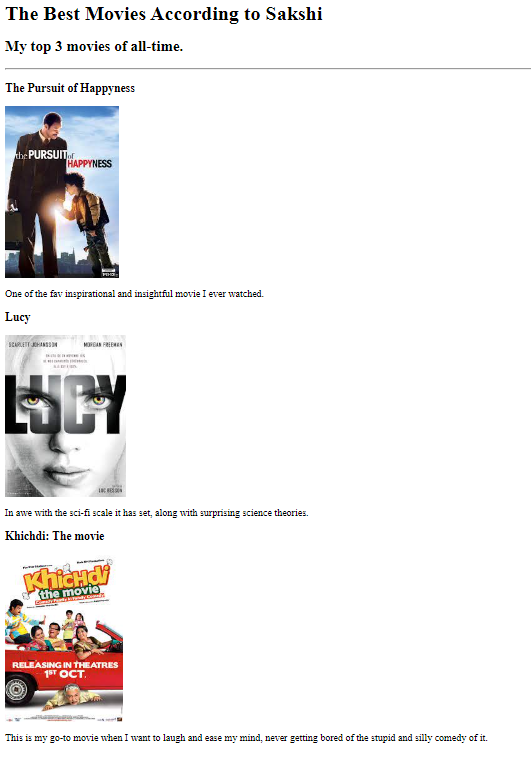 The Best Movies According to Sakshi
My top 3 movies of all-time.
The Pursuit of Happyness
the PURSUIT of
HAPPYNESS
One of the fav inspirational and insightful movie I ever watched.
Lucy
SCARLETT JOHANSSON MORGAN FREEMAN
LUCY
LUC BESSON
In awe with the sci-fi scale it has set, along with surprising science theories.
Khichdi: The movie
KHiCHDi
the movie
RELEASING IN THEATRES
1ST OCT.
This is my go-to movie when I want to laugh and ease my mind, never getting bored of the stupid and silly comedy of it.